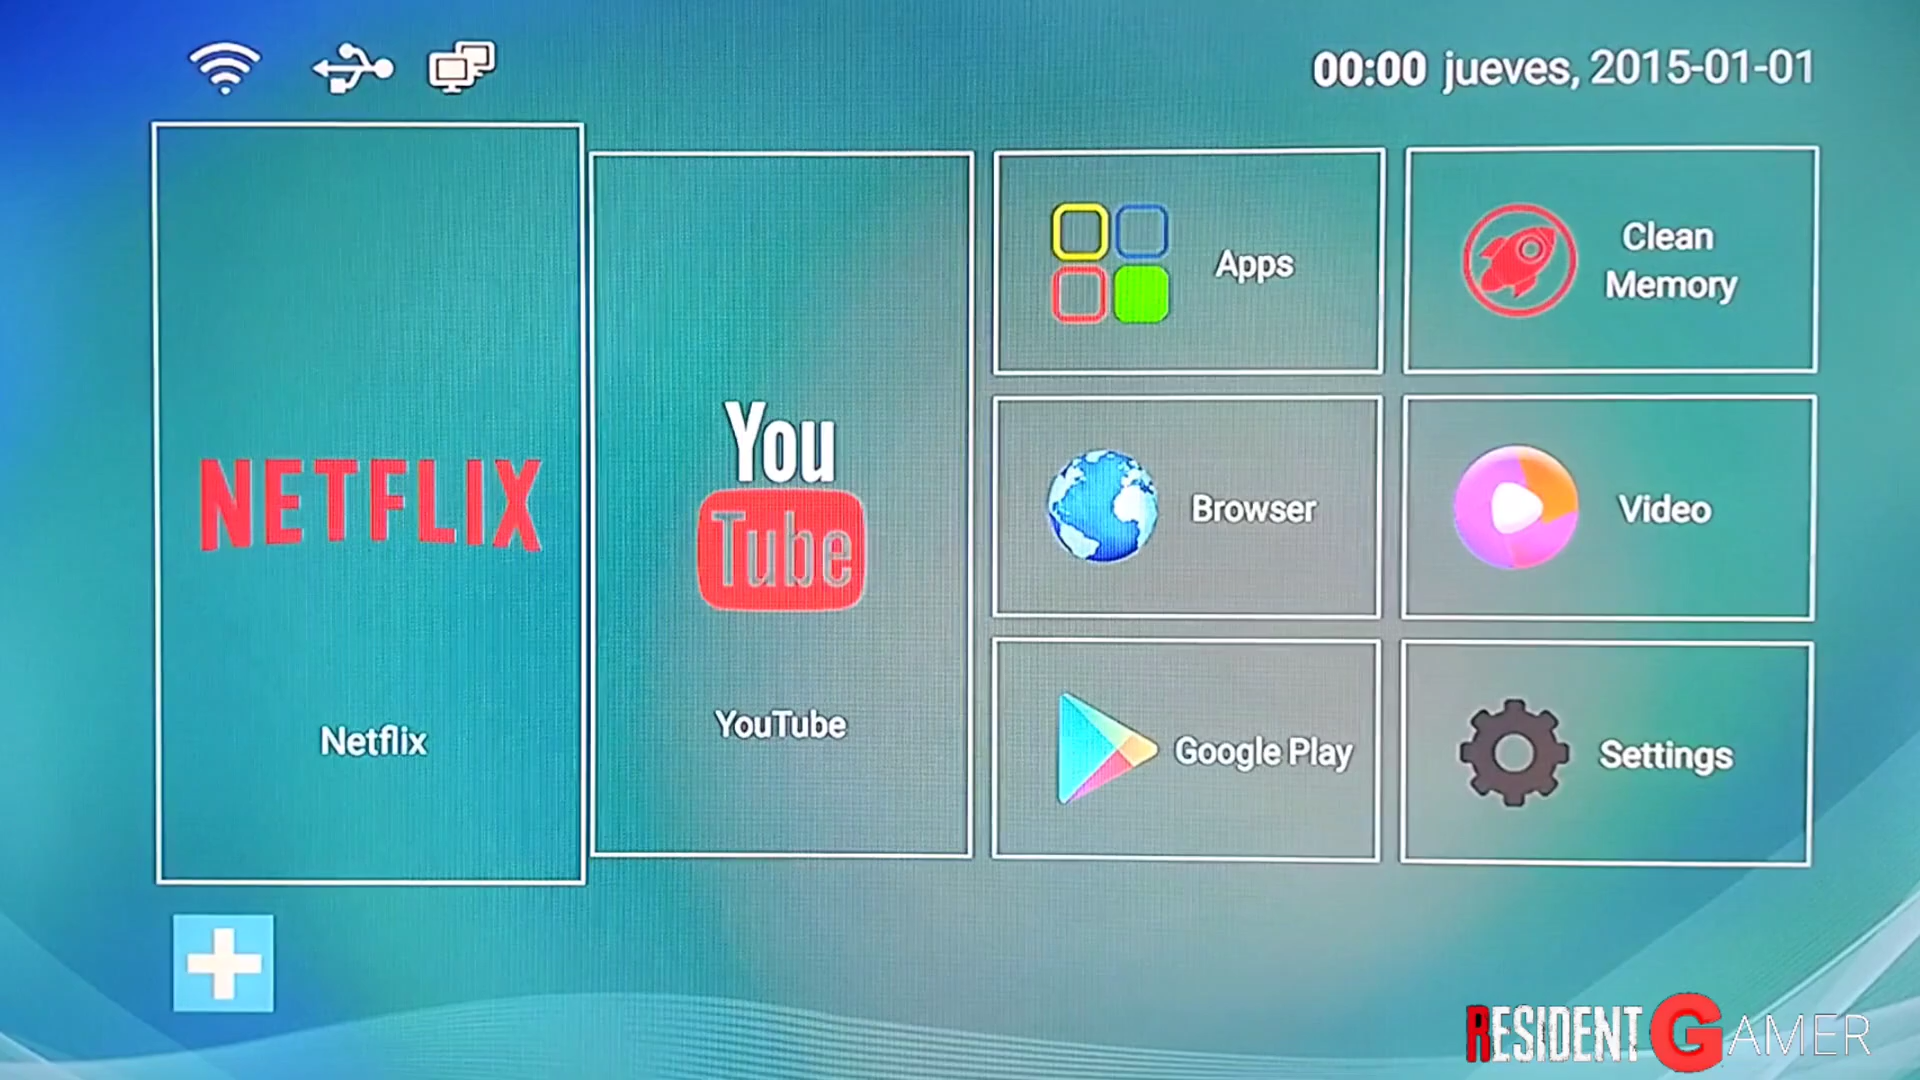 00:00 jueves, 2015-01-01
NETFLIX
Netflix
You
Tube
YouTube
Apps
Clean
Memory
Browser
Video
Google Play
Settings
RESIDENT GAMER